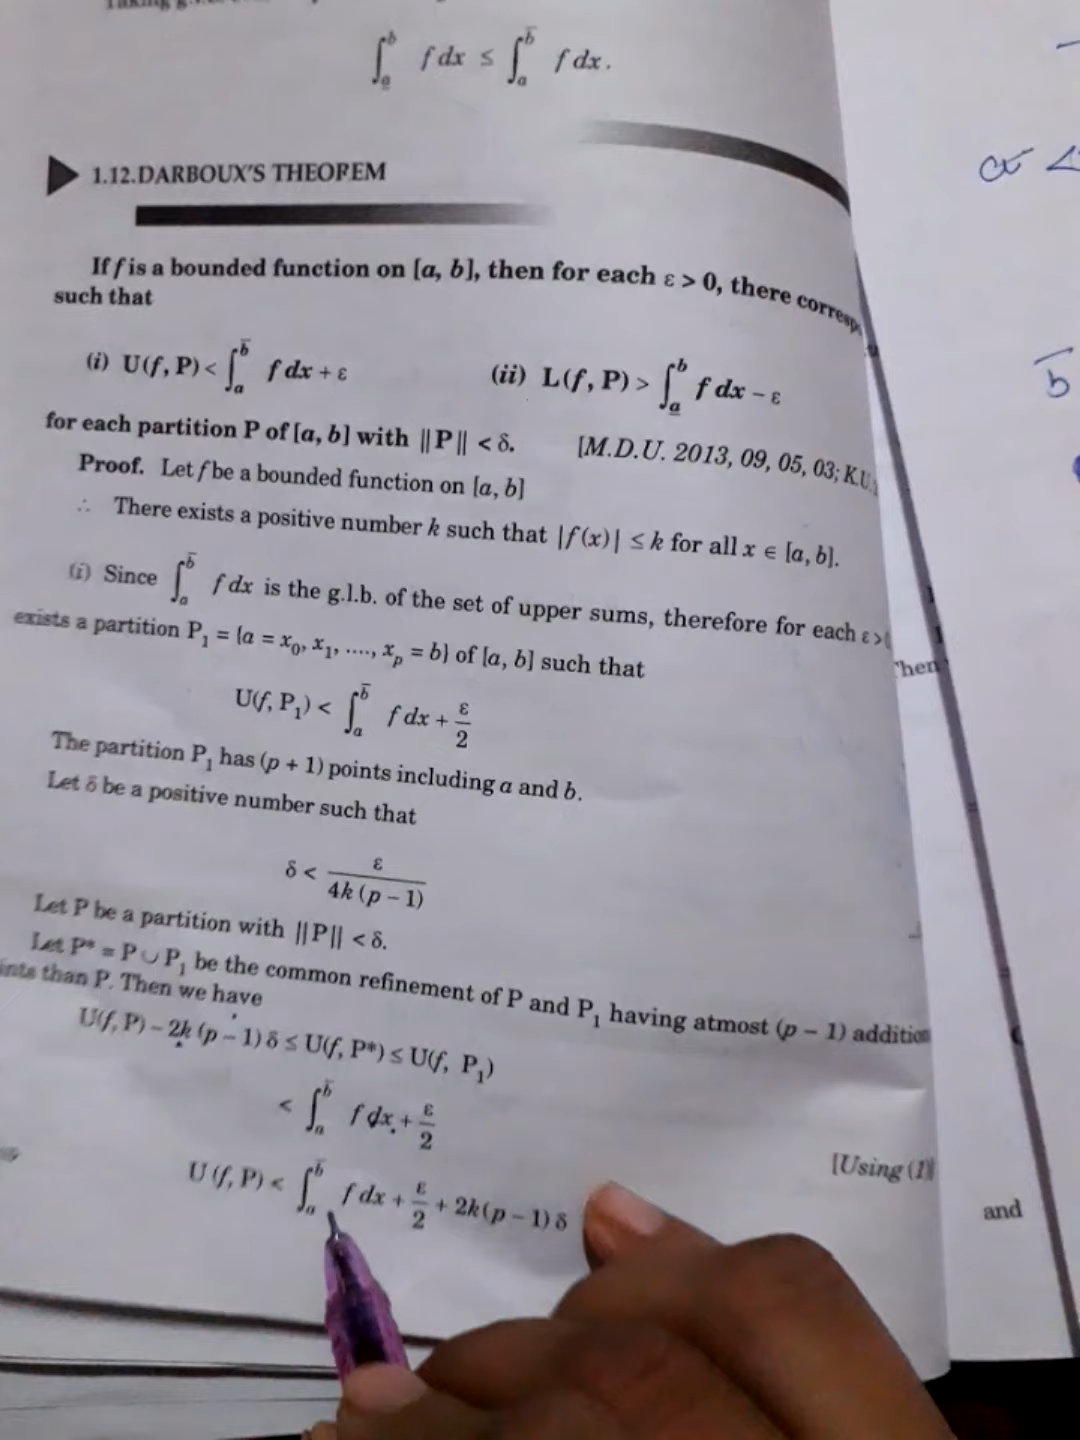 ∫_a^b f dx ≤ ∫_a^b̄ f dx.
1.12.DARBOUX'S THEOREM
If f is a bounded function on [a, b], then for each ε > 0, there
such that
(i) U(f, P) < ∫_a^b̄ f dx + ε (ii) L(f, P) > ∫_a̲^b f dx − ε
for each partition P of [a, b] with ||P|| < δ. [M.D.U. 2013, 09, 05, 03; K.U.
Proof. Let f be a bounded function on [a, b]
∴ There exists a positive number k such that |f(x)| ≤ k for all x ∈ [a, b].
(i) Since ∫_a^b̄ f dx is the g.l.b. of the set of upper sums, therefore for each ε >
exists a partition P₁ = {a = x₀, x₁, ...., xₚ = b} of [a, b] such that
U(f, P₁) < ∫_a^b̄ f dx + ε/2
The partition P₁ has (p + 1) points including a and b.
Let δ be a positive number such that
δ < ε/(4k (p − 1))
Let P be a partition with ||P|| < δ.
Let P* = P ∪ P₁ be the common refinement of P and P₁ having atmost (p − 1)
than P. Then we have
U(f, P) − 2k (p − 1) δ ≤ U(f, P*) ≤ U(f, P₁)
< ∫_a^b̄ f dx + ε/2
[Using (1)]
U (f, P) < ∫_a^b̄ f dx + ε/2 + 2k(p − 1) δ
α <
b̄
and